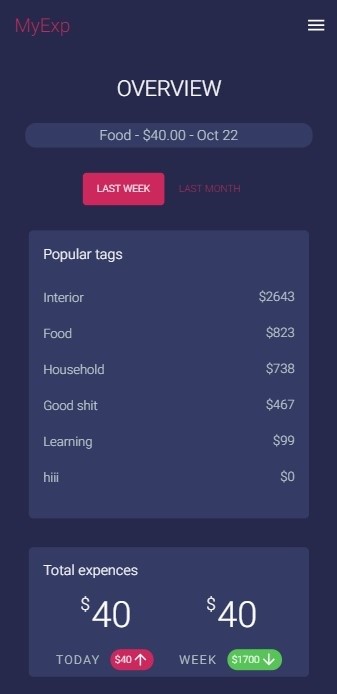 MyExp
OVERVIEW
Food - $40.00 - Oct 22
LAST WEEK LAST MONTH
Popular tags
Interior $2643
Food $823
Household $738
Good shit $467
Learning $99
hiii $0
Total expences
$40 $40
TODAY $40 WEEK $1700